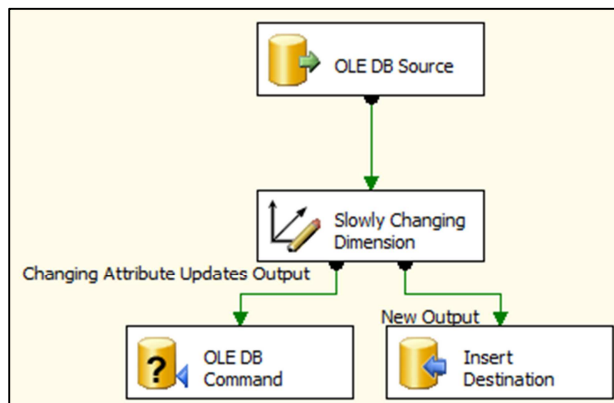 OLE DB Source
Slowly Changing
Dimension
Changing Attribute Updates Output
New Output
OLE DB
Command
Insert
Destination
?